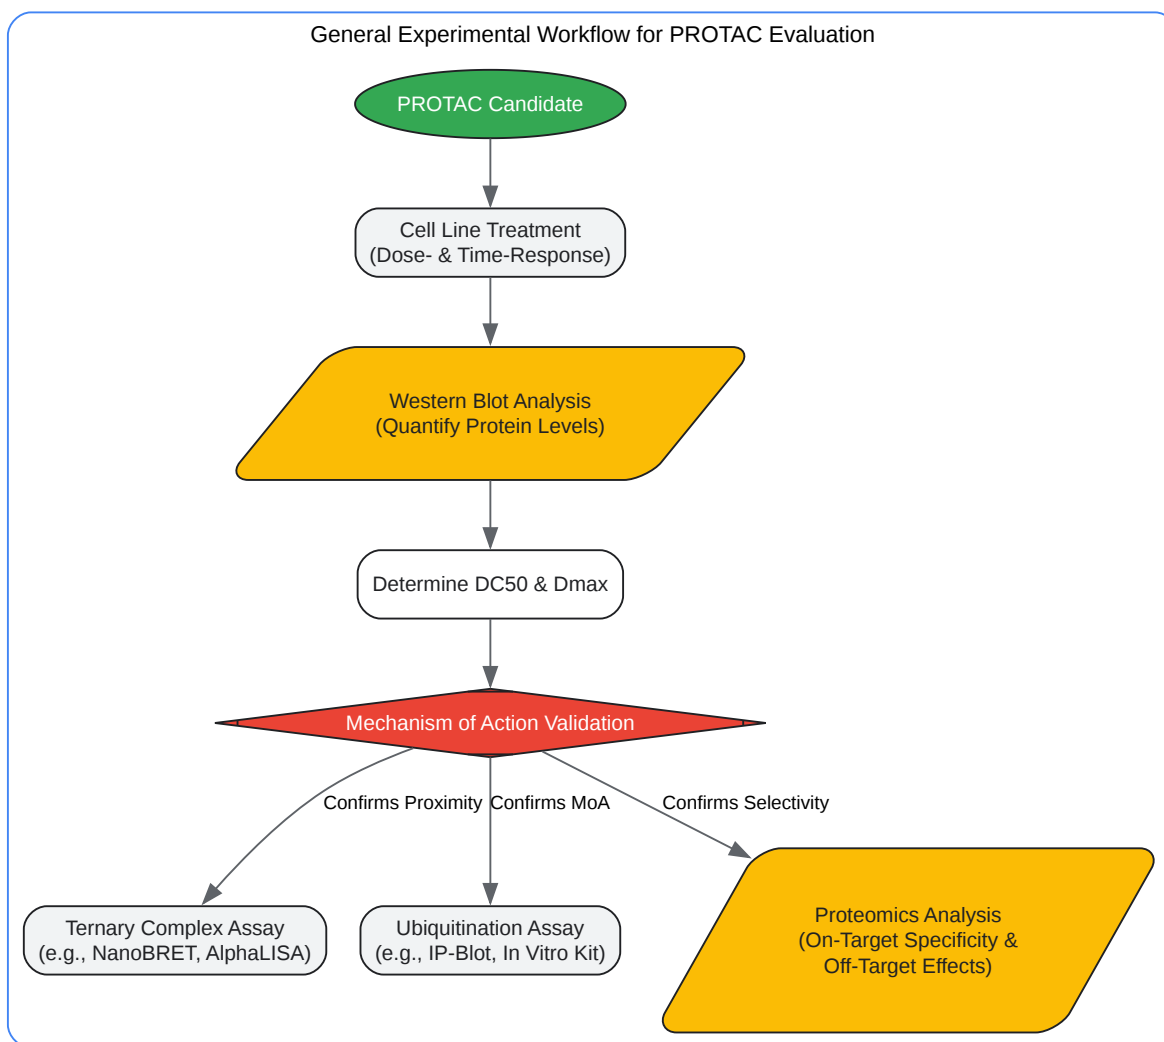 General Experimental Workflow for PROTAC Evaluation
PROTAC Candidate
Cell Line Treatment
(Dose- & Time-Response)
Western Blot Analysis
(Quantify Protein Levels)
Determine DC50 & Dmax
Mechanism of Action Validation
Confirms Proximity
Confirms MoA
Confirms Selectivity
Ternary Complex Assay
(e.g., NanoBRET, AlphaLISA)
Ubiquitination Assay
(e.g., IP-Blot, In Vitro Kit)
Proteomics Analysis
(On-Target Specificity &
Off-Target Effects)